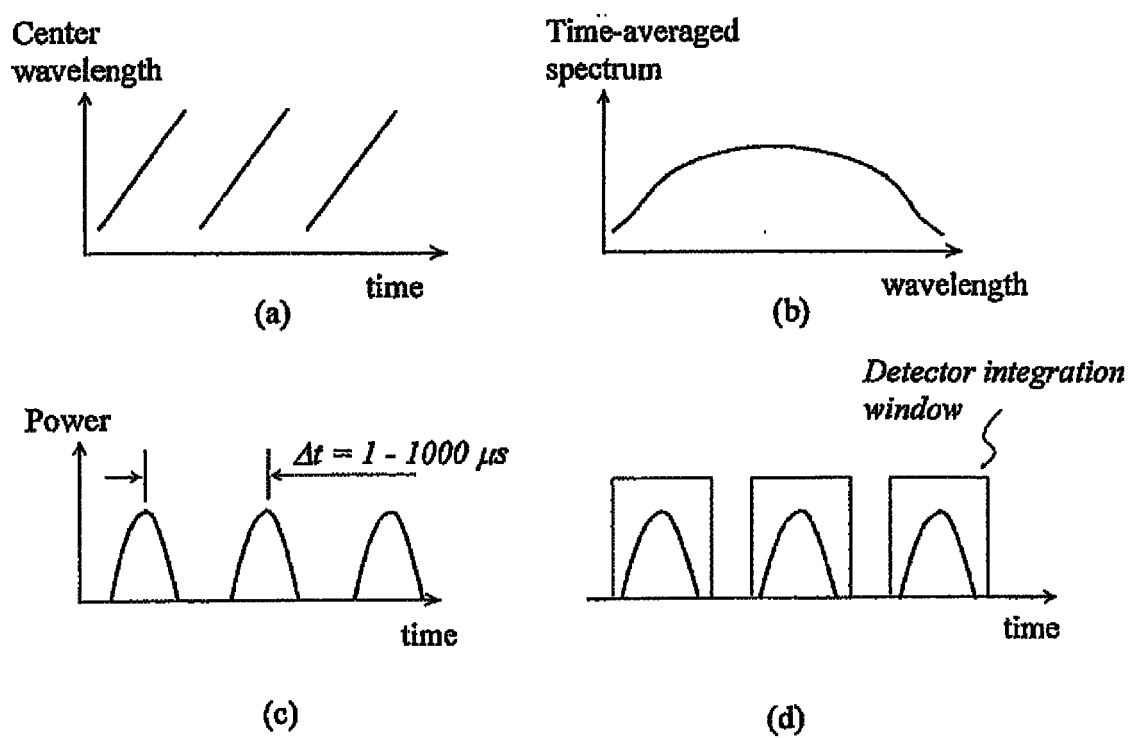 Center
wavelength
time
(a)
Time-averaged
spectrum
wavelength
(b)
Power
Δt = 1 - 1000 μs
time
(c)
Detector integration
window
time
(d)